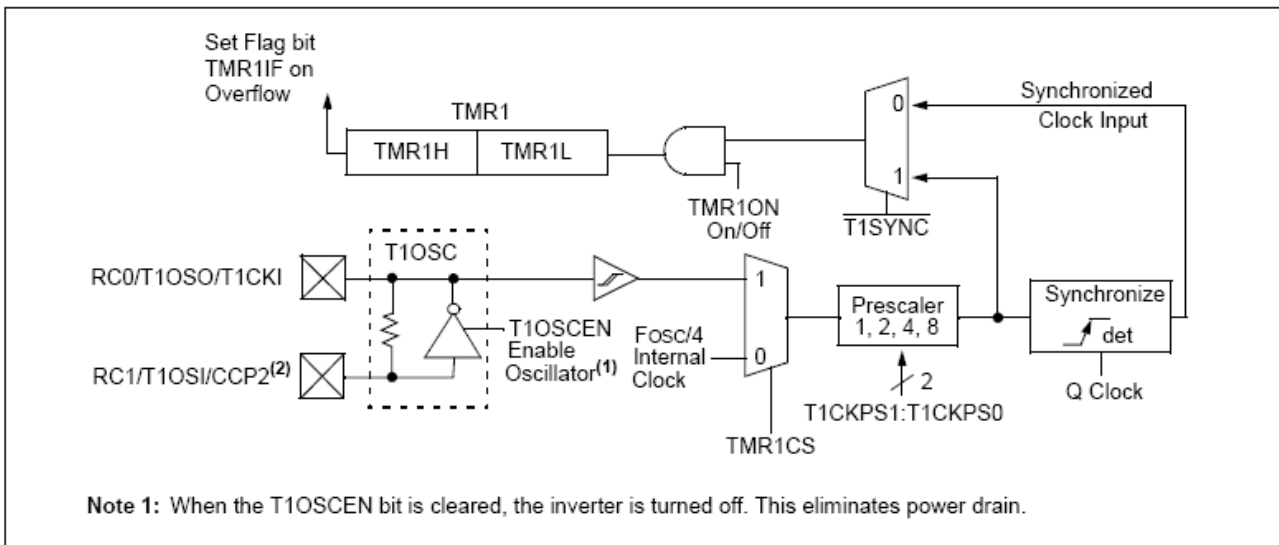 Set Flag bit
TMR1IF on
Overflow
TMR1
TMR1H
TMR1L
TMR1ON
On/Off
0
1
T1SYNC
Synchronized
Clock Input
RC0/T1OSO/T1CKI
T1OSC
RC1/T1OSI/CCP2(2)
T1OSCEN
Enable
Oscillator(1)
FOSC/4
Internal
Clock
1
0
TMR1CS
Prescaler
1, 2, 4, 8
2
T1CKPS1:T1CKPS0
Synchronize
det
Q Clock
Note 1: When the T1OSCEN bit is cleared, the inverter is turned off. This eliminates power drain.